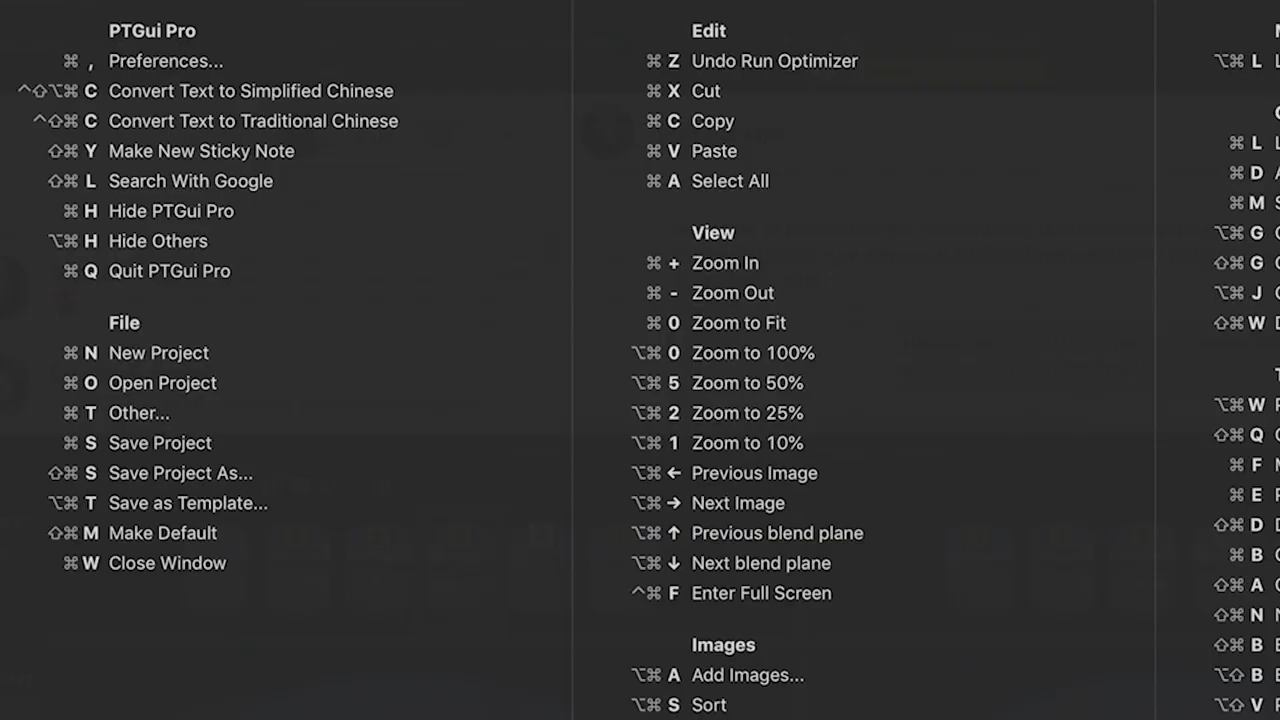 PTGui Pro
⌘ , Preferences...
^⇧⌥⌘ C Convert Text to Simplified Chinese
^⇧⌘ C Convert Text to Traditional Chinese
⇧⌘ Y Make New Sticky Note
⇧⌘ L Search With Google
⌘ H Hide PTGui Pro
⌥⌘ H Hide Others
⌘ Q Quit PTGui Pro
File
⌘ N New Project
⌘ O Open Project
⌘ T Other...
⌘ S Save Project
⇧⌘ S Save Project As...
⌥⌘ T Save as Template...
⇧⌘ M Make Default
⌘ W Close Window
Edit
⌘ Z Undo Run Optimizer
⌘ X Cut
⌘ C Copy
⌘ V Paste
⌘ A Select All
View
⌘ + Zoom In
⌘ - Zoom Out
⌘ 0 Zoom to Fit
⌥⌘ 0 Zoom to 100%
⌥⌘ 5 Zoom to 50%
⌥⌘ 2 Zoom to 25%
⌥⌘ 1 Zoom to 10%
⌥⌘ ← Previous Image
⌥⌘ → Next Image
⌥⌘ ↑ Previous blend plane
⌥⌘ ↓ Next blend plane
^⌘ F Enter Full Screen
Images
⌥⌘ A Add Images...
⌥⌘ S Sort
⌥⌘ L
⌘ L
⌘ D
⌘ M
⌥⌘ G
⇧⌘ G
⌥⌘ J
⇧⌘ W
⌥⌘ W
⇧⌘ Q
⌘ F
⌘ E
⇧⌘ D
⌘ B
⇧⌘ A
⇧⌘ N
⇧⌘ B
⌥⇧ B
⌥⇧ V